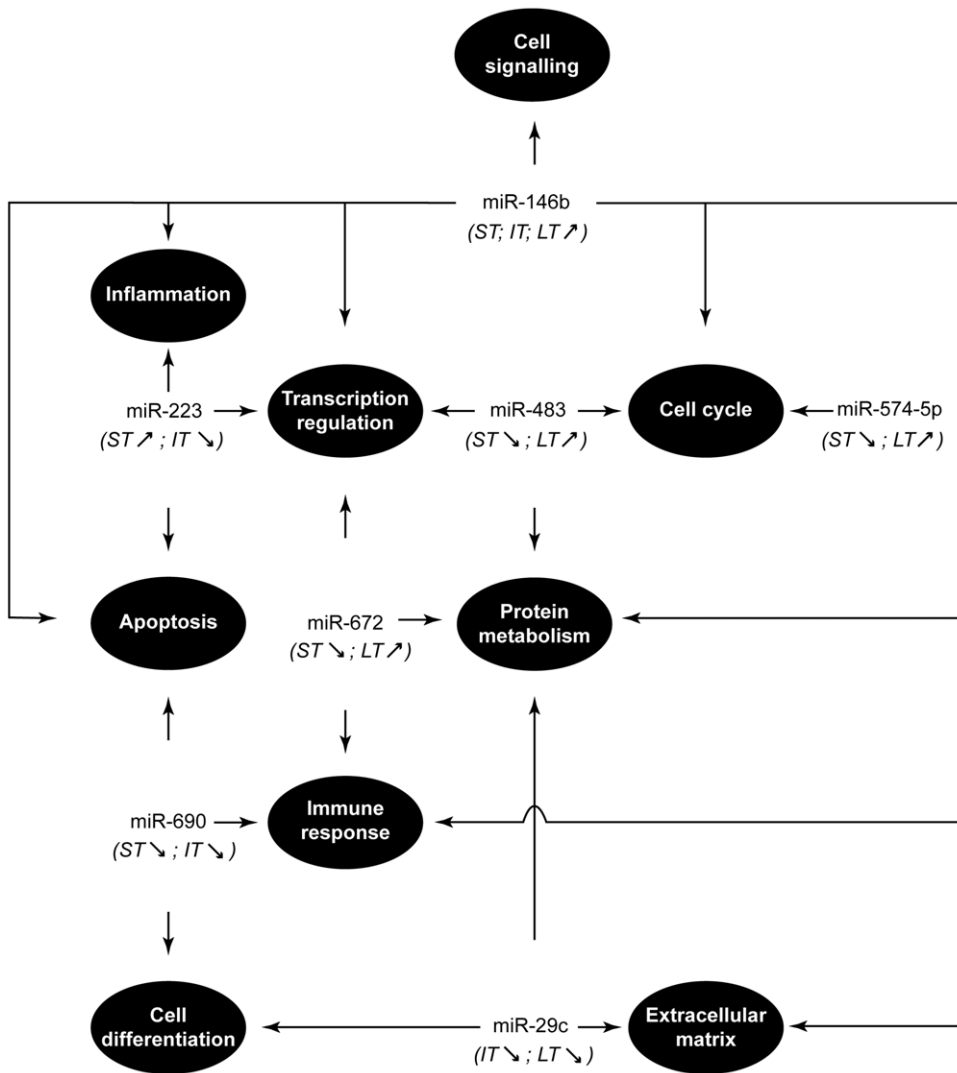 Cell
signalling
miR-146b
(ST; IT; LT↗)
Inflammation
miR-223
(ST↗; IT↘)
Transcription
regulation
miR-483
(ST↘; LT↗)
Cell cycle
miR-574-5p
(ST↘; LT↗)
Apoptosis
miR-672
(ST↘; LT↗)
Protein
metabolism
miR-690
(ST↘; IT↘)
Immune
response
Cell
differentiation
miR-29c
(IT↘; LT↘)
Extracellular
matrix